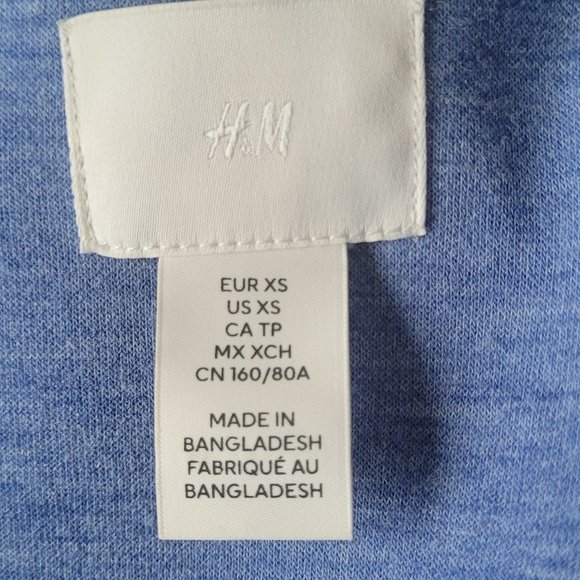 H&M
EUR XS
US XS
CA TP
MX XCH
CN 160/80A
MADE IN
BANGLADESH
FABRIQUÉ AU
BANGLADESH